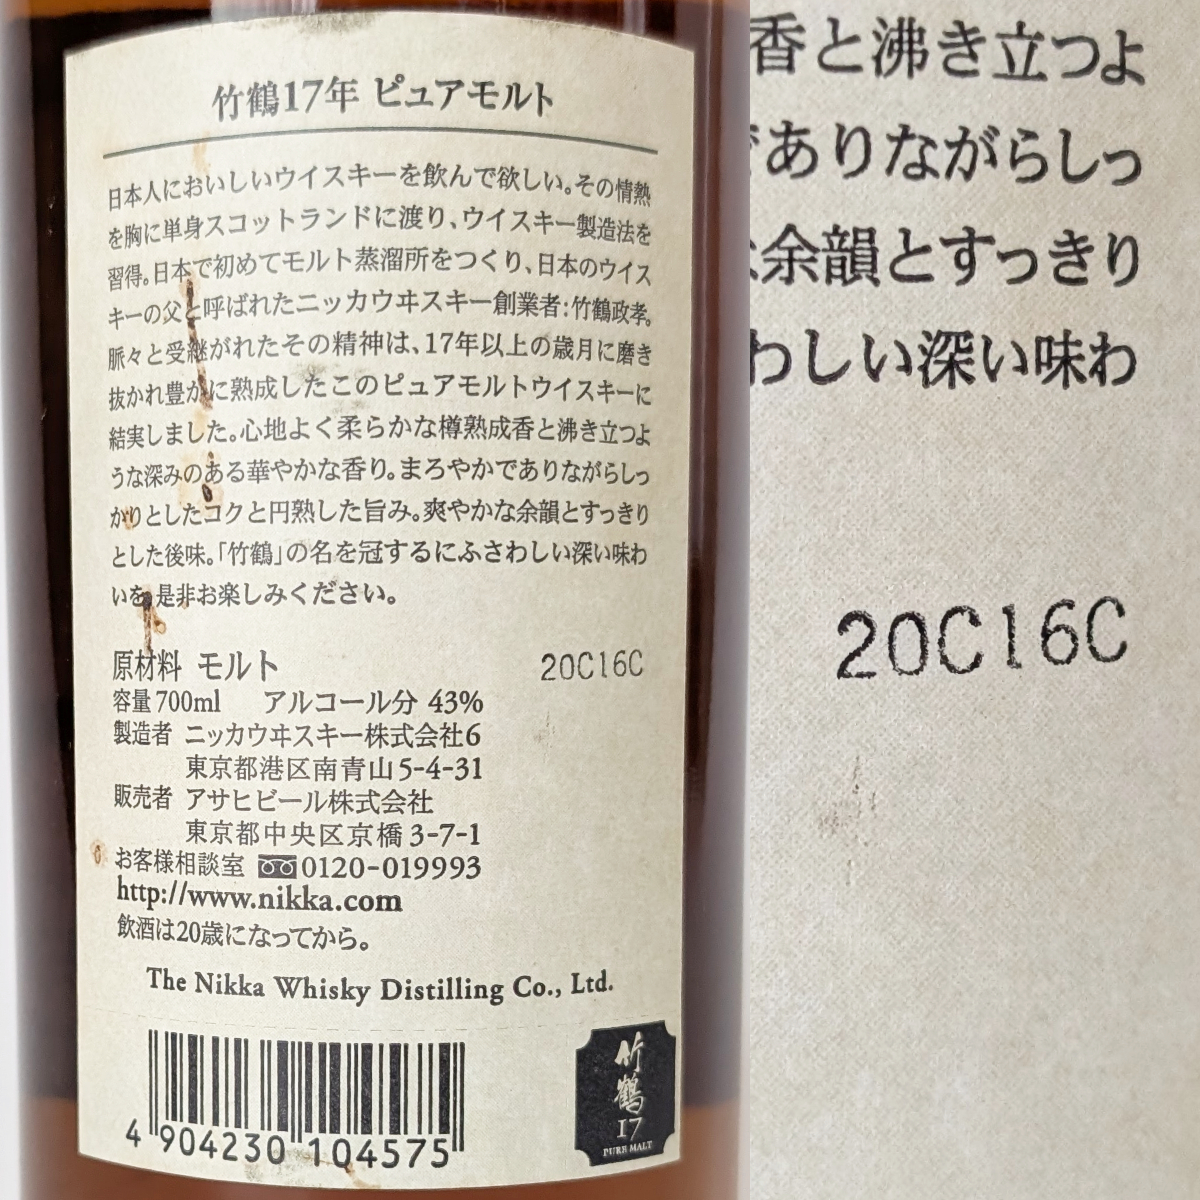 竹鶴17年 ピュアモルト
日本人においしいウイスキーを飲んで欲しい。その情熱
を胸に単身スコットランドに渡り、ウイスキー製造法を
習得。日本で初めてモルト蒸溜所をつくり、日本のウイス
キーの父と呼ばれたニッカウヰスキー創業者:竹鶴政孝。
脈々と受継がれたその精神は、17年以上の歳月に磨き
抜かれ豊かに熟成したこのピュアモルトウイスキーに
結実しました。心地よく柔らかな樽熟成香と沸き立つよ
うな深みのある華やかな香り。まろやかでありながらしっ
かりとしたコクと円熟した旨み。爽やかな余韻とすっきり
とした後味。「竹鶴」の名を冠するにふさわしい深い味わ
いを、是非お楽しみください。
原材料 モルト
20C16C
容量 700ml アルコール分 43%
製造者 ニッカウヰスキー株式会社6
東京都港区南青山5-4-31
販売者 アサヒビール株式会社
東京都中央区京橋3-7-1
お客様相談室 0120-019993
http://www.nikka.com
飲酒は20歳になってから。
The Nikka Whisky Distilling Co., Ltd.
4 904230 104575
竹鶴
17
PURE MALT
香と沸き立つよ
でありながらしっ
な余韻とすっきり
わしい深い味わ
20C16C